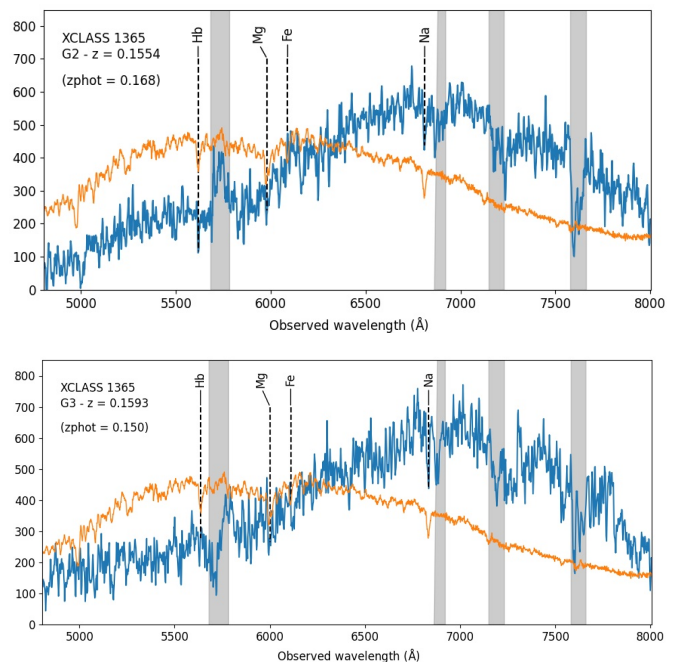 XCLASS 1365
G2 - z = 0.1554
(zphot = 0.168)
Hb
Mg
Fe
Na
800
700
600
500
400
300
200
100
0
5000 5500 6000 6500 7000 7500 8000
Observed wavelength (Å)
XCLASS 1365
G3 - z = 0.1593
(zphot = 0.150)
Hb
Mg
Fe
Na
800
700
600
500
400
300
200
100
0
5000 5500 6000 6500 7000 7500 8000
Observed wavelength (Å)